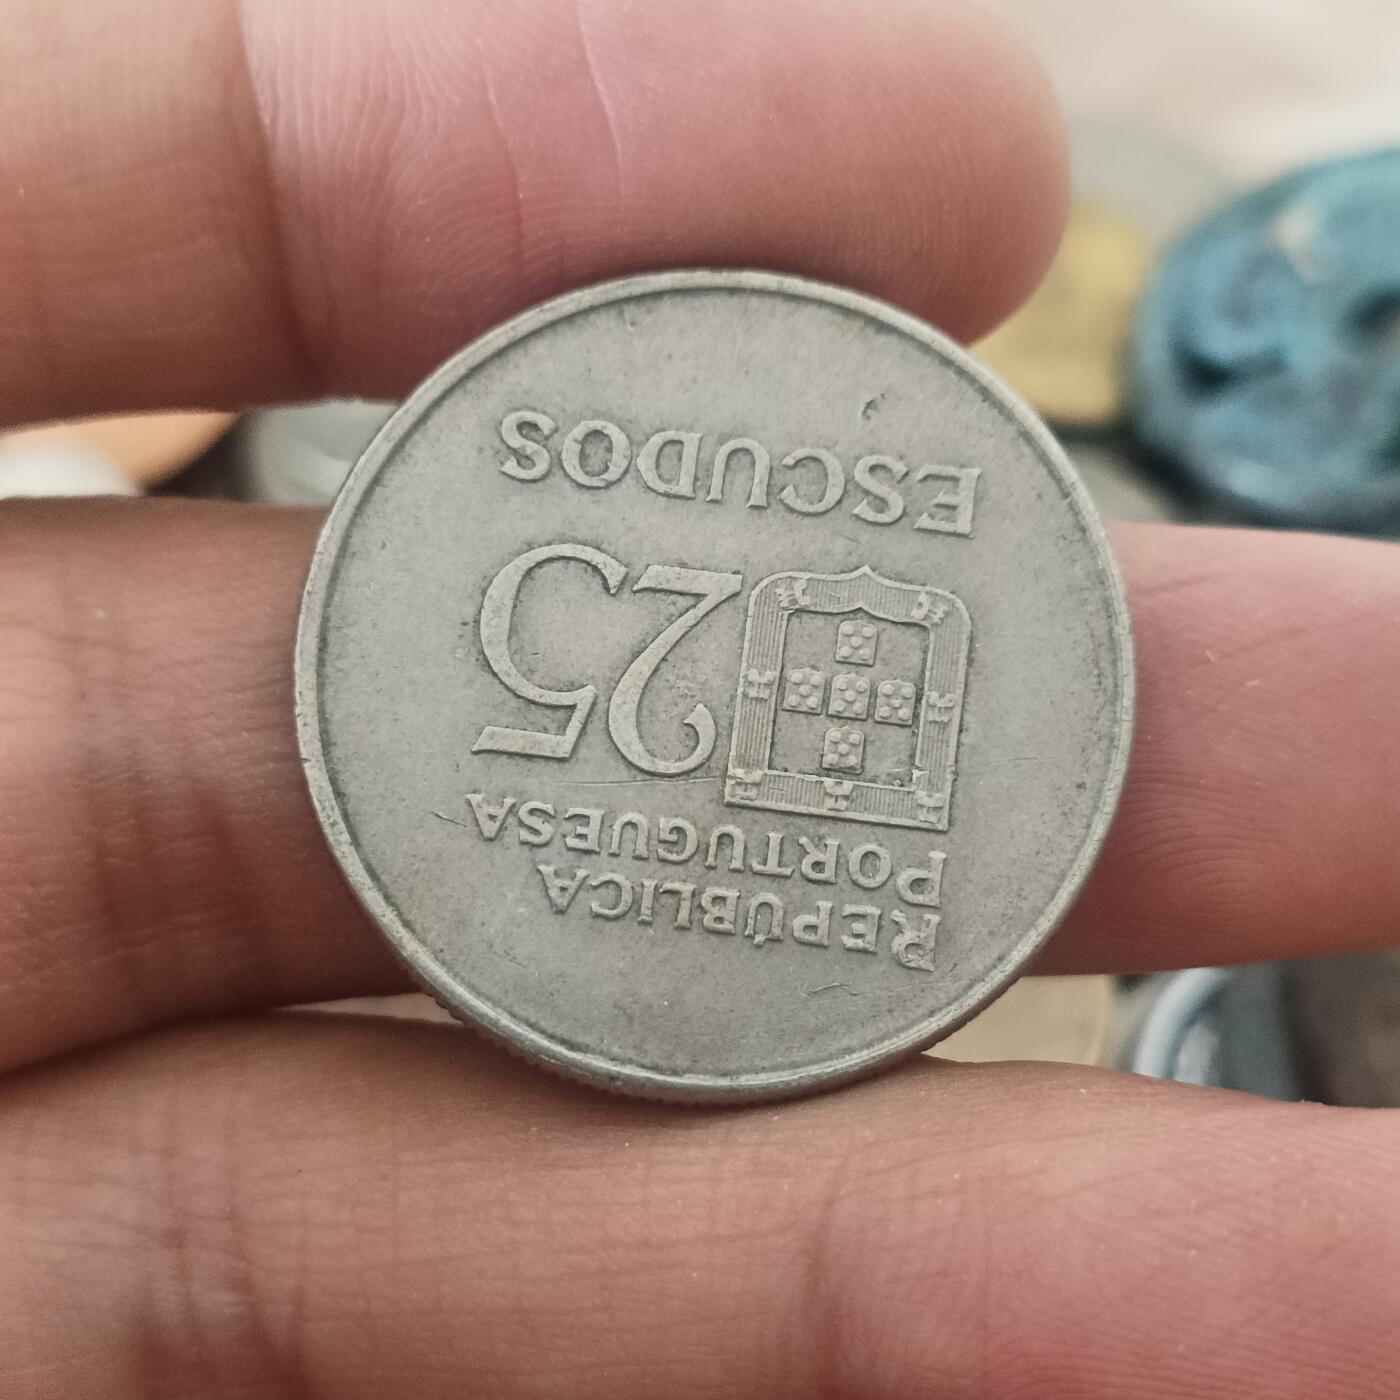 REPÚBLICA
PORTUGUESA
25
ESCUDOS